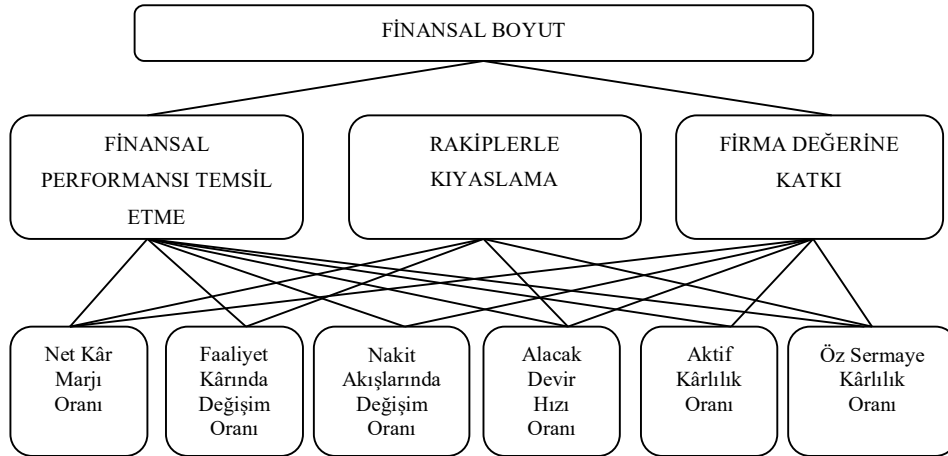 FİNANSAL BOYUT
FİNANSAL
PERFORMANSI TEMSİL
ETME
RAKİPLERLE
KIYASLAMA
FİRMA DEĞERİNE
KATKI
Net Kâr
Marjı
Oranı
Faaliyet
Kârında
Değişim
Oranı
Nakit
Akışlarında
Değişim
Oranı
Alacak
Devir
Hızı
Oranı
Aktif
Kârlılık
Oranı
Öz Sermaye
Kârlılık
Oranı